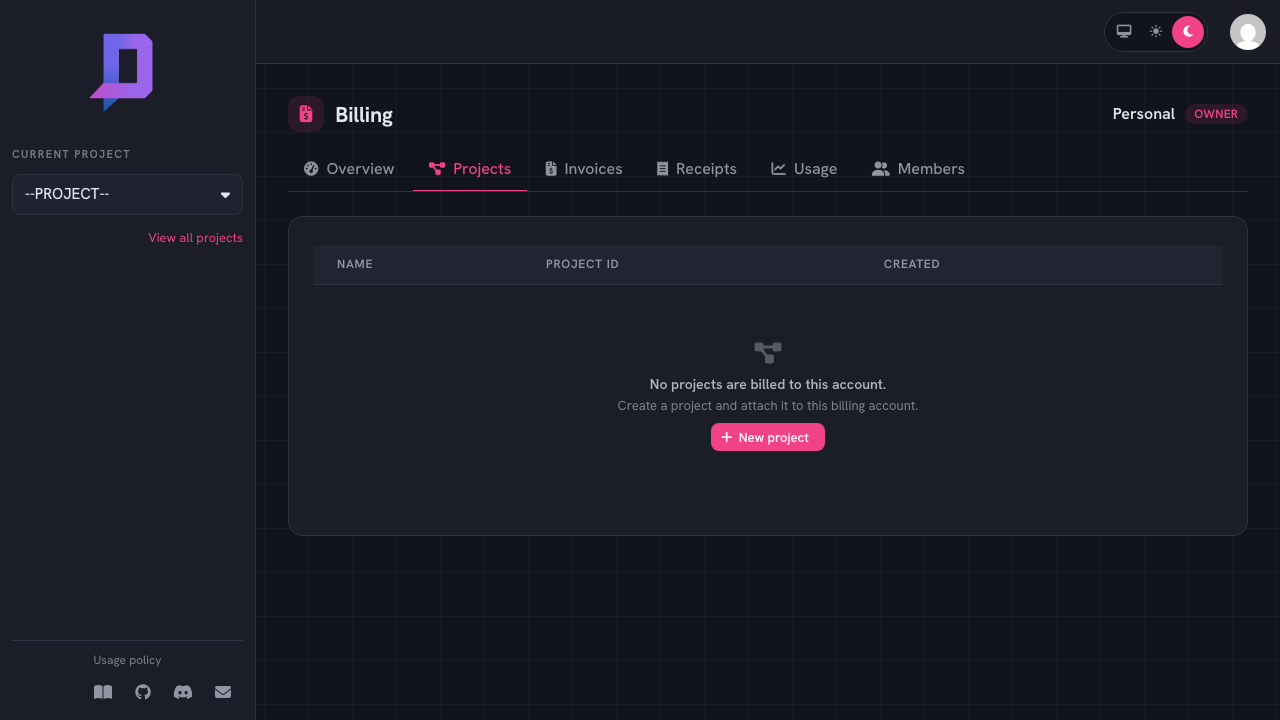 CURRENT PROJECT
--PROJECT--
View all projects
Usage policy
Billing
Personal OWNER
Overview Projects Invoices Receipts Usage Members
NAME PROJECT ID CREATED
No projects are billed to this account.
Create a project and attach it to this billing account.
New project